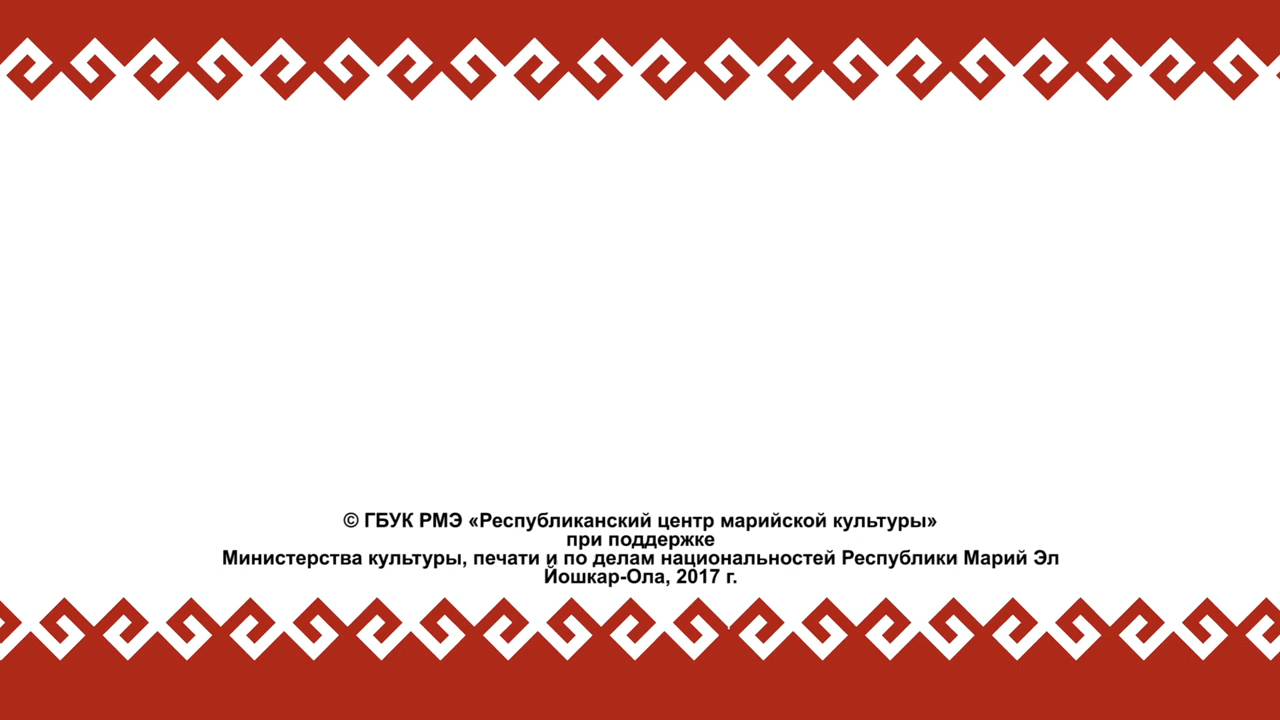 © ГБУК РМЭ «Республиканский центр марийской культуры»
при поддержке
Министерства культуры, печати и по делам национальностей Республики Марий Эл
Йошкар-Ола, 2017 г.